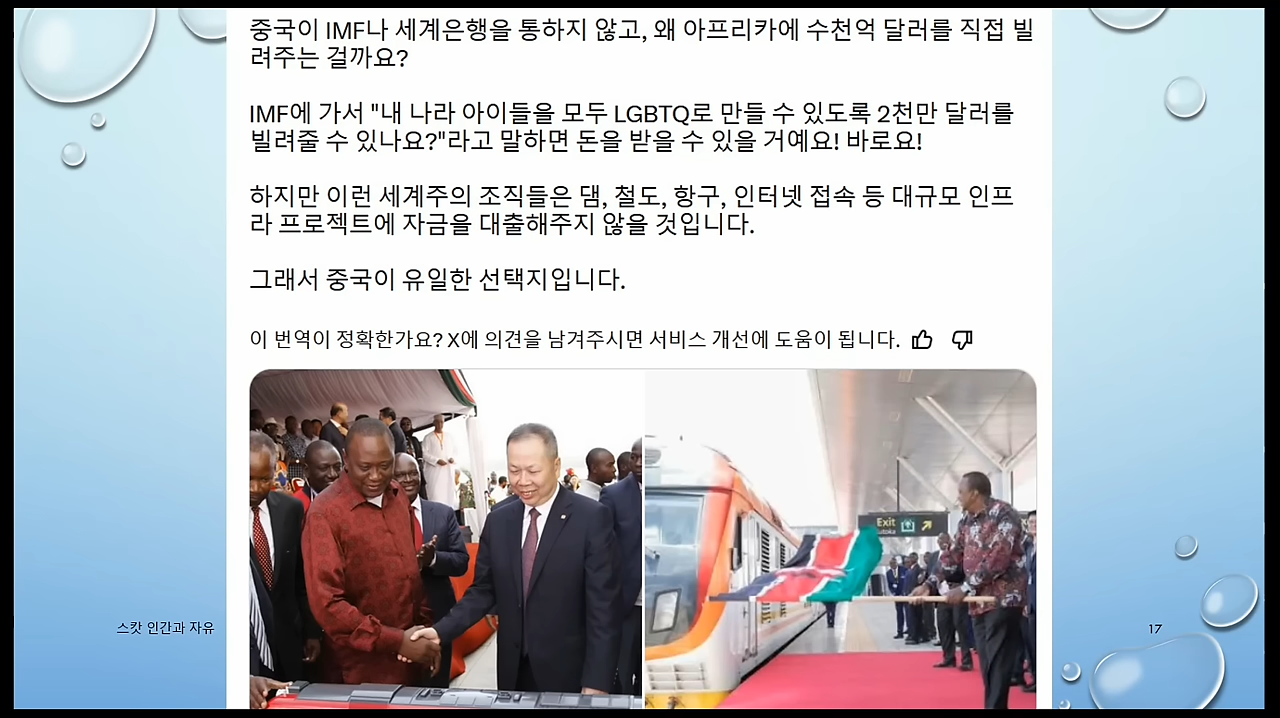 중국이 IMF나 세계은행을 통하지 않고, 왜 아프리카에 수천억 달러를 직접 빌
려주는 걸까요?
IMF에 가서 "내 나라 아이들을 모두 LGBTQ로 만들 수 있도록 2천만 달러를
빌려줄 수 있나요?"라고 말하면 돈을 받을 수 있을 거예요! 바로요!
하지만 이런 세계주의 조직들은 댐, 철도, 항구, 인터넷 접속 등 대규모 인프
라 프로젝트에 자금을 대출해주지 않을 것입니다.
그래서 중국이 유일한 선택지입니다.
이 번역이 정확한가요? X에 의견을 남겨주시면 서비스 개선에 도움이 됩니다.
Exit
스캇 인간과 자유
17